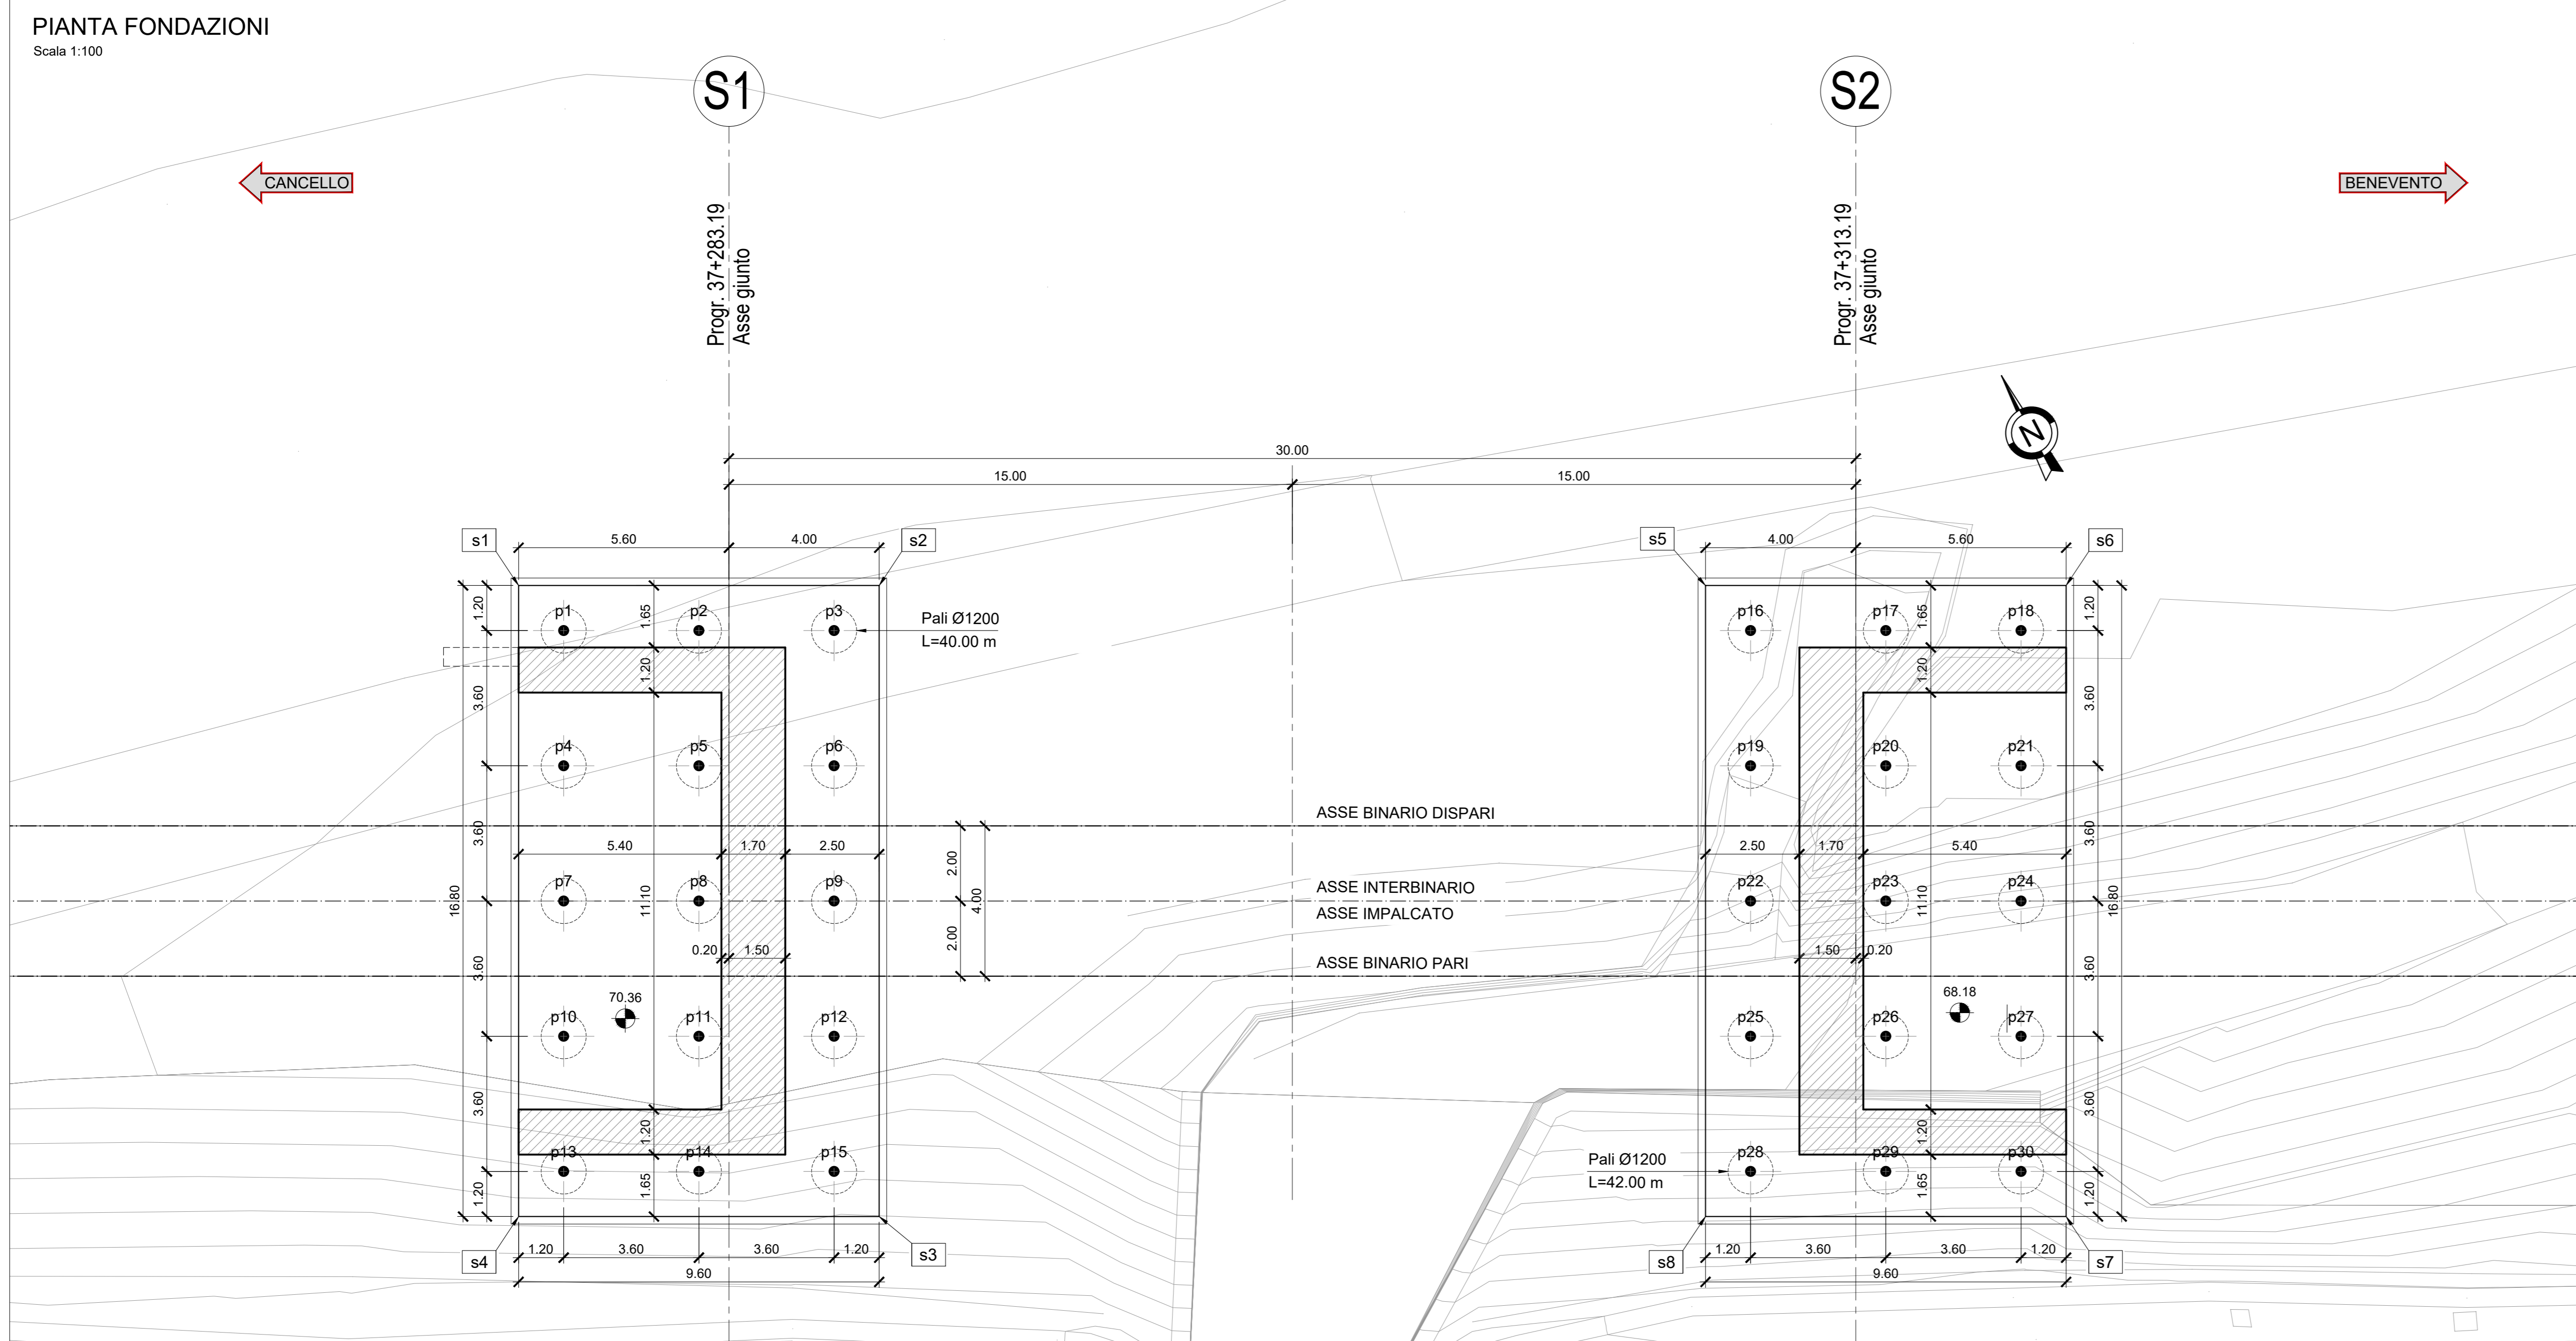 PIANTA FONDAZIONI
Scala 1:100
S1
S2
CANCELLO
BENEVENTO
Progr. 37+283.19
Asse giunto
Progr. 37+313.19
Asse giunto
N
30.00
15.00
15.00
s1
5.60
4.00
s2
s5
4.00
5.60
s6
1.20
p1
1.65
p2
p3
Pali Ø1200
L=40.00 m
p16
p17
1.65
p18
1.20
1.20
1.20
3.60
3.60
p4
p5
p6
p19
p20
p21
ASSE BINARIO DISPARI
3.60
5.40
1.70
2.50
2.00
2.50
1.70
5.40
3.60
16.80
p7
11.10
p8
p9
4.00
ASSE INTERBINARIO
ASSE IMPALCATO
p22
p23
11.10
p24
16.80
3.60
0.20
1.50
2.00
ASSE BINARIO PARI
1.50
0.20
3.60
70.36
68.18
p10
p11
p12
p25
p26
p27
3.60
3.60
1.20
1.20
p13
p14
p15
Pali Ø1200
L=42.00 m
p28
p29
p30
1.20
1.65
1.65
1.20
s4
1.20
3.60
3.60
1.20
s3
s8
1.20
3.60
3.60
1.20
s7
9.60
9.60